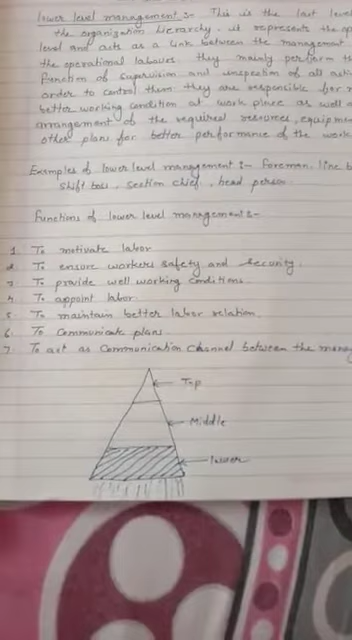 lower level management :- This is the last level
the organization hierarchy. it represents the op
level and acts as a link between the management
the operational labours. they mainly perform th
function of supervision and inspection of all acti
order to control them they are responsible for
better working condition at work place as well
arrangement of the required resources, equipme
other plans for better performance of the work
Examples of lower level management :- foreman, line b
shift boss, section chief, head person
functions of lower level management :-
1. To motivate labor
2. To ensure workers safety and security.
3 To provide well working conditions.
4. To appoint labor
5. To maintain better labor relation.
6. To communicate plans.
7. To act as communication channel between the manag
Top
Middle
lower